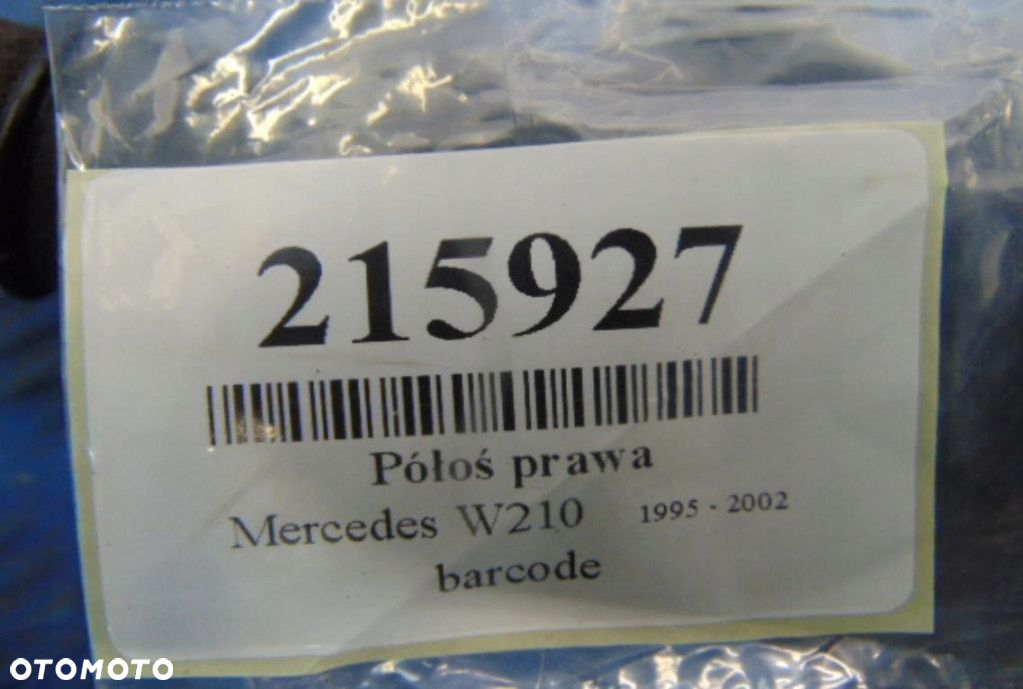 215927
Półoś prawa
Mercedes W210 1995 - 2002
barcode
OTOMOTO